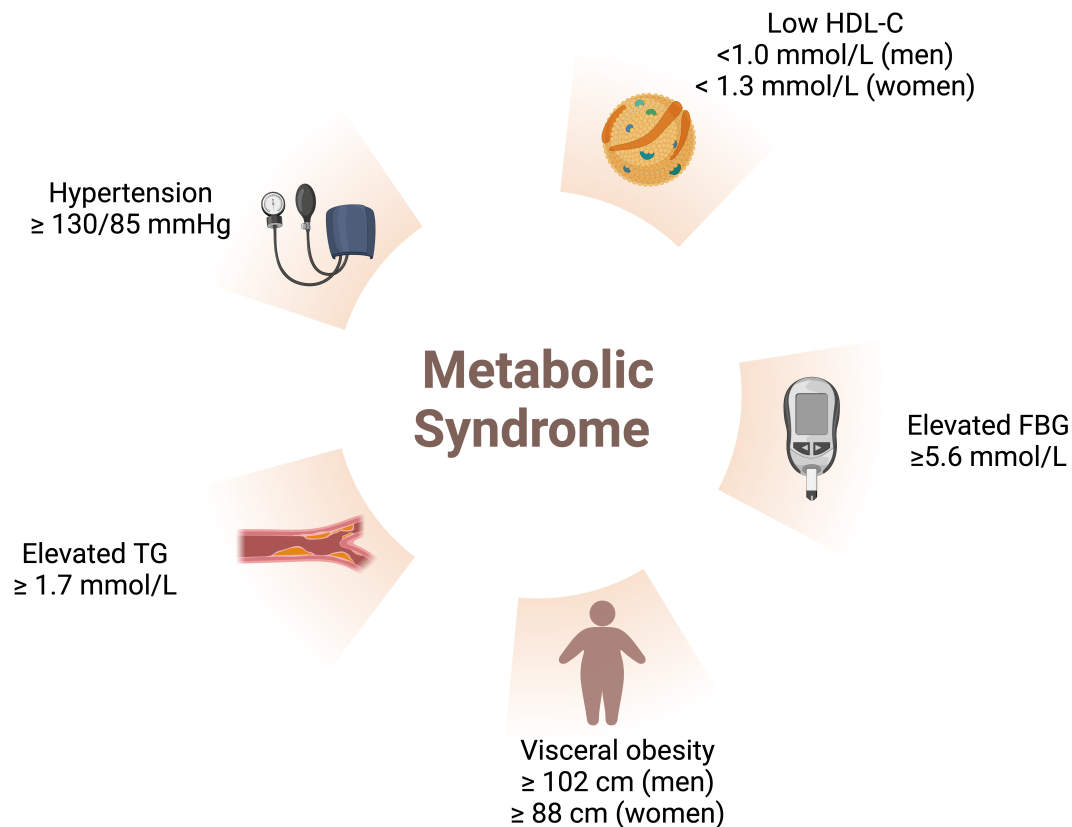 Low HDL-C
<1.0 mmol/L (men)
< 1.3 mmol/L (women)
Hypertension
≥ 130/85 mmHg
Metabolic
Syndrome
Elevated FBG
≥5.6 mmol/L
Elevated TG
≥ 1.7 mmol/L
Visceral obesity
≥ 102 cm (men)
≥ 88 cm (women)